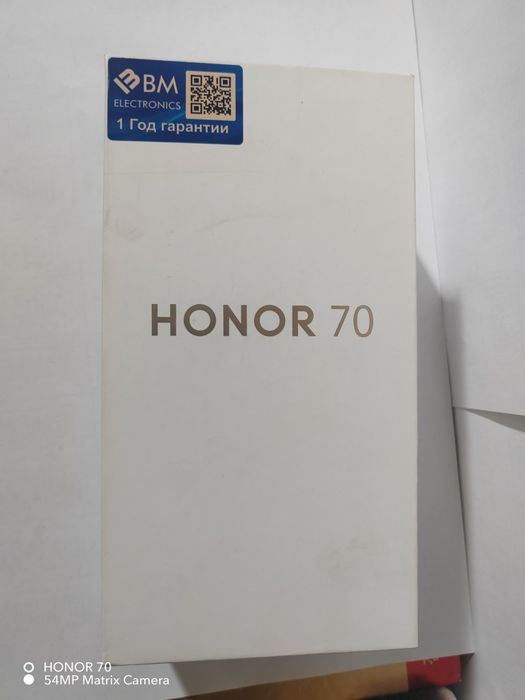 BM
ELECTRONICS
1 Год гарантии
HONOR 70
HONOR 70
54MP Matrix Camera